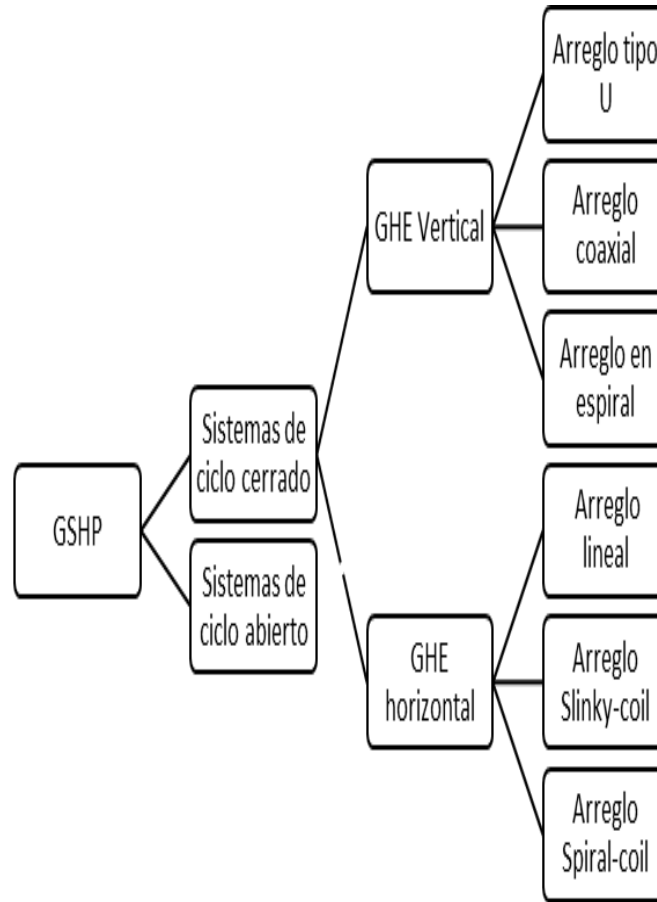 GSHP
Sistemas de
ciclo cerrado
Sistemas de
ciclo abierto
GHE Vertical
GHE
horizontal
Arreglo tipo
U
Arreglo
coaxial
Arreglo en
espiral
Arreglo
lineal
Arreglo
Slinky-coil
Arreglo
Spiral-coil